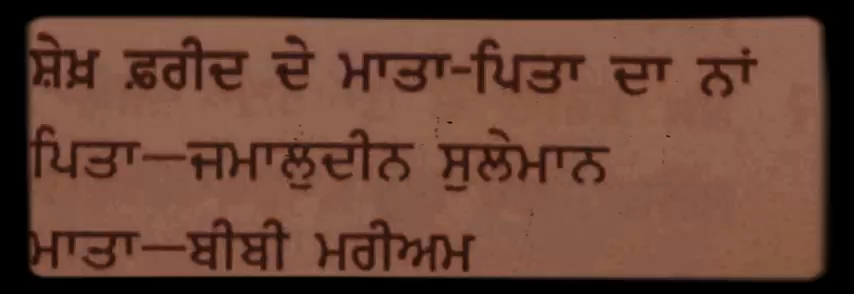 ਸ਼ੇਖ਼ ਫ਼ਰੀਦ ਦੇ ਮਾਤਾ-ਪਿਤਾ ਦਾ ਨਾਂ
ਪਿਤਾ—ਜਮਾਲੁਦੀਨ ਸੁਲੇਮਾਨ
ਮਾਤਾ—ਬੀਬੀ ਮਰੀਅਮ